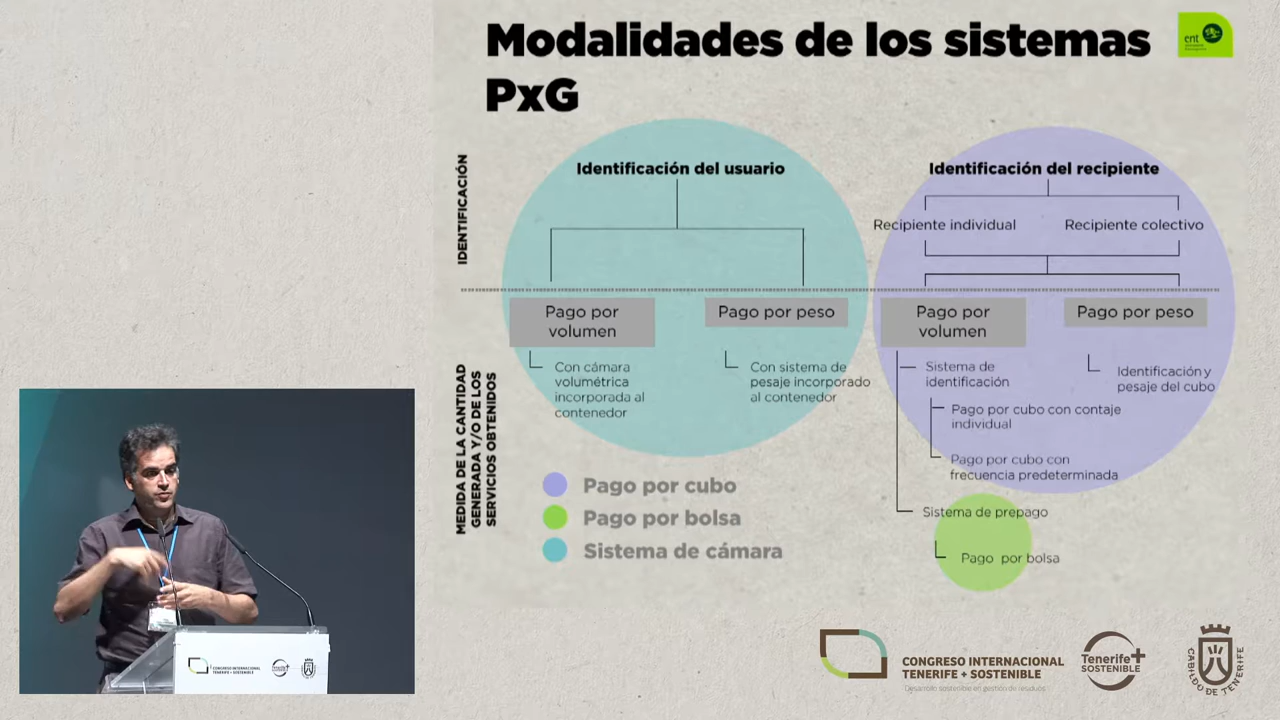 Modalidades de los sistemas
PxG
ent
IDENTIFICACIÓN
Identificación del usuario
Identificación del recipiente
Recipiente individual
Recipiente colectivo
MEDIDA DE LA CANTIDAD
GENERADA Y/O DE LOS
SERVICIOS OBTENIDOS
Pago por
volumen
Pago por peso
Pago por
volumen
Pago por peso
Con cámara
volumétrica
incorporada al
contenedor
Con sistema de
pesaje incorporado
al contenedor
Sistema de
identificación
Identificación y
pesaje del cubo
Pago por cubo con contaje
individual
Pago por cubo con
frecuencia predeterminada
Sistema de prepago
Pago por bolsa
Pago por cubo
Pago por bolsa
Sistema de cámara
CONGRESO INTERNACIONAL
TENERIFE + SOSTENIBLE
CONGRESO INTERNACIONAL
TENERIFE + SOSTENIBLE
Desarrollo sostenible en gestión de residuos
Tenerife+
SOSTENIBLE
CABILDO DE TENERIFE